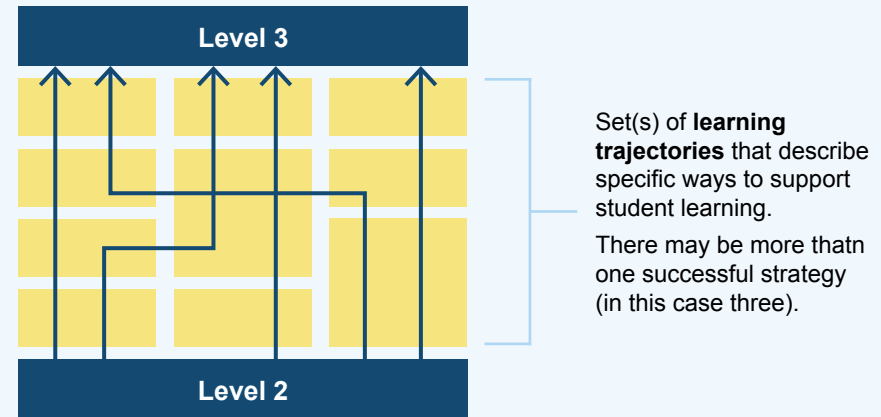 Level 3
Set(s) of learning
trajectories that describe
specific ways to support
student learning.
There may be more thatn
one successful strategy
(in this case three).
Level 2